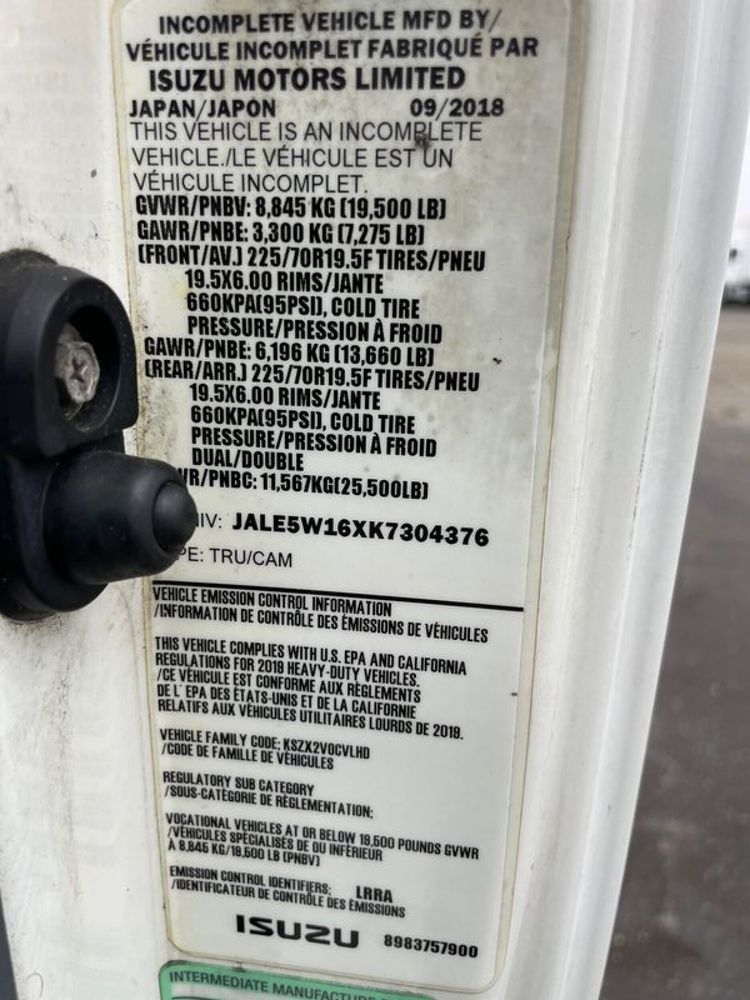 INCOMPLETE VEHICLE MFD BY/
VÉHICULE INCOMPLET FABRIQUÉ PAR
ISUZU MOTORS LIMITED
JAPAN/JAPON 09/2018
THIS VEHICLE IS AN INCOMPLETE
VEHICLE./LE VÉHICULE EST UN
VÉHICULE INCOMPLET.
GVWR/PNBV: 8,845 KG (19,500 LB)
GAWR/PNBE: 3,300 KG (7,275 LB)
(FRONT/AV.) 225/70R19.5F TIRES/PNEU
19.5X6.00 RIMS/JANTE
660KPA(95PSI), COLD TIRE
PRESSURE/PRESSION À FROID
GAWR/PNBE: 6,196 KG (13,660 LB)
(REAR/ARR.) 225/70R19.5F TIRES/PNEU
19.5X6.00 RIMS/JANTE
660KPA(95PSI), COLD TIRE
PRESSURE/PRESSION À FROID
DUAL/DOUBLE
WR/PNBC: 11,567KG(25,500LB)
NIV: JALE5W16XK7304376
PE: TRU/CAM
VEHICLE EMISSION CONTROL INFORMATION
/INFORMATION DE CONTRÔLE DES ÉMISSIONS DE VÉHICULES
THIS VEHICLE COMPLIES WITH U.S. EPA AND CALIFORNIA
REGULATIONS FOR 2019 HEAVY-DUTY VEHICLES.
/CE VÉHICULE EST CONFORME AUX RÈGLEMENTS
DE L' EPA DES ÉTATS-UNIS ET DE LA CALIFORNIE
RELATIFS AUX VÉHICULES UTILITAIRES LOURDS DE 2019.
VEHICLE FAMILY CODE: KSZX2VOCVLHD
/CODE DE FAMILLE DE VÉHICULES
REGULATORY SUB CATEGORY
/SOUS-CATÉGORIE DE RÉGLEMENTATION:
VOCATIONAL VEHICLES AT OR BELOW 19,500 POUNDS GVWR
/VÉHICULES SPÉCIALISÉS DE OU INFÉRIEUR
À 8,845 KG/19,500 LB (PNBV)
EMISSION CONTROL IDENTIFIERS: LRRA
/IDENTIFICATEUR DE CONTRÔLE DES ÉMISSIONS
ISUZU 8983757900
INTERMEDIATE MANUFACTURE